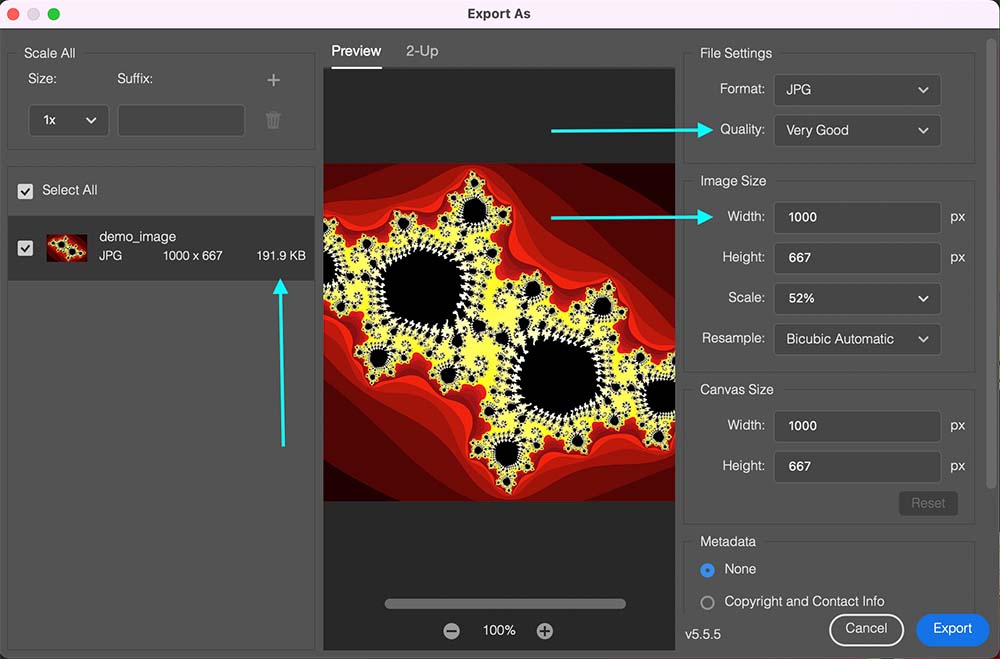 Export As
Scale All
Size: Suffix:
1x
Select All
demo_image
JPG 1000 x 667 191.9 KB
Preview 2-Up
100%
File Settings
Format: JPG
Quality: Very Good
Image Size
Width: 1000 px
Height: 667 px
Scale: 52%
Resample: Bicubic Automatic
Canvas Size
Width: 1000 px
Height: 667 px
Reset
Metadata
None
Copyright and Contact Info
v5.5.5 Cancel Export